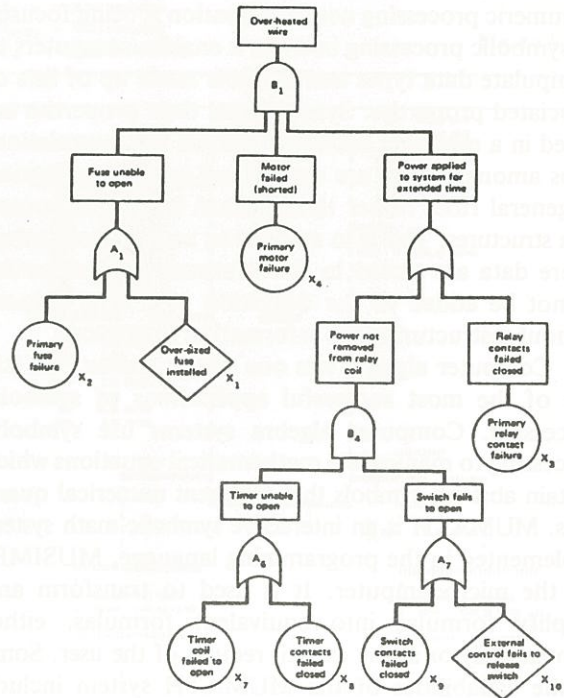 Over-heated
wire
B1
Fuse unable
to open
Motor
failed
(shorted)
Power applied
to system for
extended time
A1
Primary
motor
failure
X4
Primary
fuse
failure
X2
Over-sized
fuse
installed
X1
Power not
removed
from relay
coil
Relay
contacts
failed
closed
B4
Primary
relay
contact
failure
X3
Timer unable
to open
Switch fails
to open
A6
A7
Timer
coil
failed to
open
X7
Timer
contacts
failed
closed
Switch
contacts
failed
closed
X9
External
control fails to
release
switch
X10